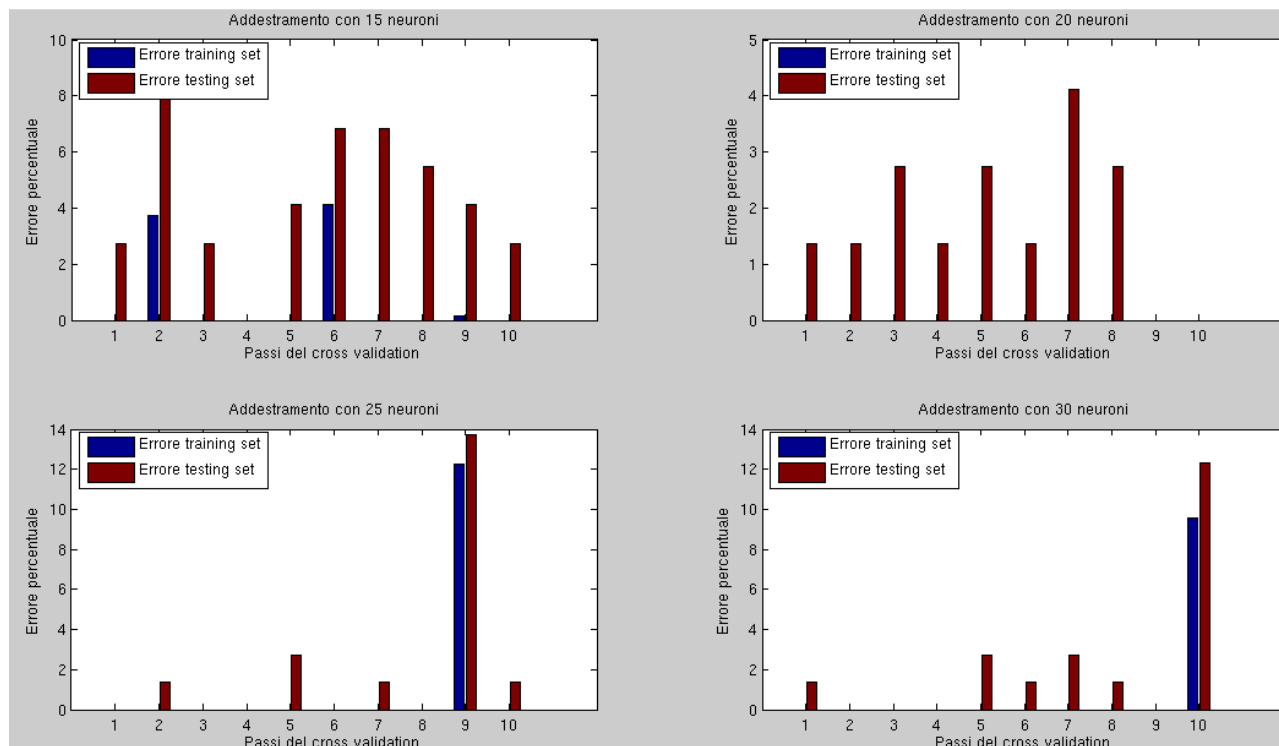 Addestramento con 15 neuroni
Errore percentuale
10
8
6
4
2
0
Errore training set
Errore testing set
1 2 3 4 5 6 7 8 9 10
Passi del cross validation
Addestramento con 20 neuroni
Errore percentuale
5
4
3
2
1
0
Errore training set
Errore testing set
1 2 3 4 5 6 7 8 9 10
Passi del cross validation
Addestramento con 25 neuroni
Errore percentuale
14
12
10
8
6
4
2
0
Errore training set
Errore testing set
1 2 3 4 5 6 7 8 9 10
Passi del cross validation
Addestramento con 30 neuroni
Errore percentuale
14
12
10
8
6
4
2
0
Errore training set
Errore testing set
1 2 3 4 5 6 7 8 9 10
Passi del cross validation